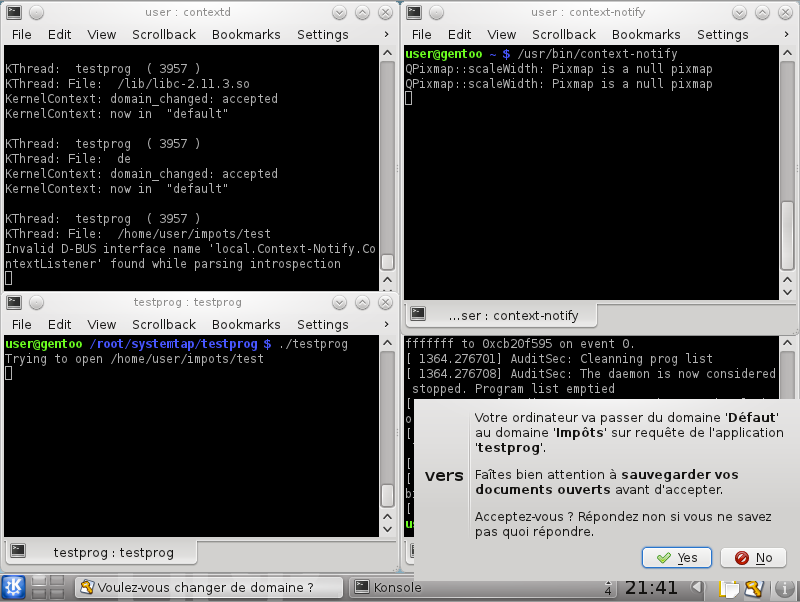 user : contextd
File Edit View Scrollback Bookmarks Settings
KThread: testprog ( 3957 )
KThread: File: /lib/libc-2.11.3.so
KernelContext: domain_changed: accepted
KernelContext: now in "default"
KThread: testprog ( 3957 )
KThread: File: de
KernelContext: domain_changed: accepted
KernelContext: now in "default"
KThread: testprog ( 3957 )
KThread: File: /home/user/impots/test
Invalid D-BUS interface name 'local.Context-Notify.Co
ntextListener' found while parsing introspection
user : context-notify
File Edit View Scrollback Bookmarks Settings
user@gentoo ~ $ /usr/bin/context-notify
QPixmap::scaleWidth: Pixmap is a null pixmap
QPixmap::scaleWidth: Pixmap is a null pixmap
...ser : context-notify
testprog : testprog
File Edit View Scrollback Bookmarks Settings
user@gentoo /root/systemtap/testprog $ ./testprog
Trying to open /home/user/impots/test
testprog : testprog
fffffff to 0xcb20f595 on event 0.
[ 1364.276701] AuditSec: Cleanning prog list
[ 1364.276708] AuditSec: The daemon is now considered
stopped. Program list emptied
vers
Votre ordinateur va passer du domaine 'Défaut'
au domaine 'Impôts' sur requête de l'application
'testprog'.
Faîtes bien attention à sauvegarder vos
documents ouverts avant d'accepter.
Acceptez-vous ? Répondez non si vous ne savez
pas quoi répondre.
Yes No
Voulez-vous changer de domaine ?
Konsole
4
21:41